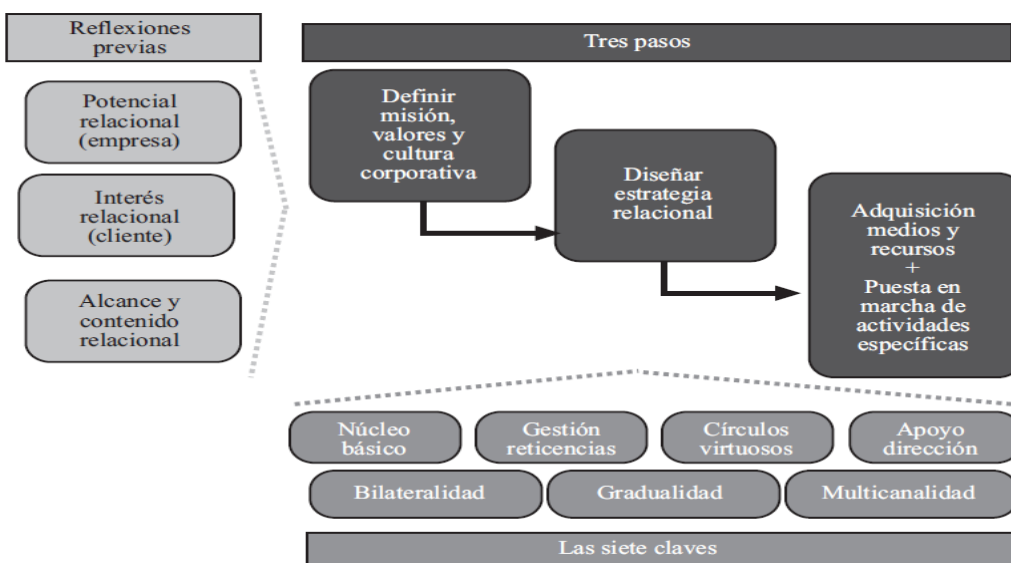 Reflexiones
previas
Potencial
relacional
(empresa)
Interés
relacional
(cliente)
Alcance y
contenido
relacional
Tres pasos
Definir
misión,
valores y
cultura
corporativa
Diseñar
estrategia
relacional
Adquisición
medios y
recursos
+
Puesta en
marcha de
actividades
específicas
Núcleo
básico
Gestión
reticencias
Círculos
virtuosos
Apoyo
dirección
Bilateralidad
Gradualidad
Multicanalidad
Las siete claves